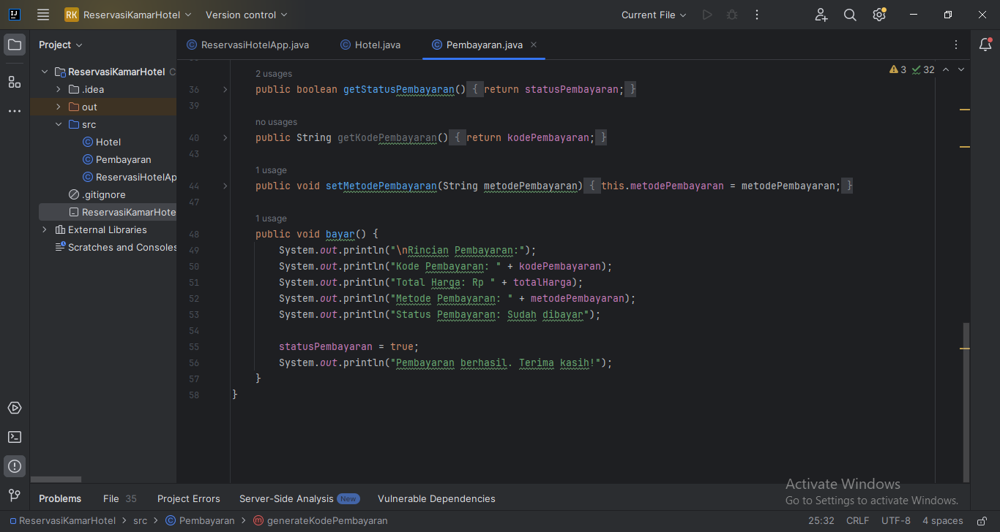 RK ReservasiKamarHotel Version control Current File
Project
ReservasiHotelApp.java Hotel.java Pembayaran.java
ReservasiKamarHotel C
.idea
out
src
Hotel
Pembayaran
ReservasiHotelAp
.gitignore
ReservasiKamarHote
External Libraries
Scratches and Consoles
3 32
2 usages
36 public boolean getStatusPembayaran() { return statusPembayaran; }
39
no usages
40 public String getKodePembayaran() { return kodePembayaran; }
43
1 usage
44 public void setMetodePembayaran(String metodePembayaran) { this.metodePembayaran = metodePembayaran; }
47
1 usage
48 public void bayar() {
49 System.out.println("\nRincian Pembayaran:");
50 System.out.println("Kode Pembayaran: " + kodePembayaran);
51 System.out.println("Total Harga: Rp " + totalHarga);
52 System.out.println("Metode Pembayaran: " + metodePembayaran);
53 System.out.println("Status Pembayaran: Sudah dibayar");
54
55 statusPembayaran = true;
56 System.out.println("Pembayaran berhasil. Terima kasih!");
57 }
58 }
Activate Windows
Go to Settings to activate Windows.
Problems File 35 Project Errors Server-Side Analysis New Vulnerable Dependencies
ReservasiKamarHotel > src > Pembayaran > generateKodePembayaran 25:32 CRLF UTF-8 4 spaces